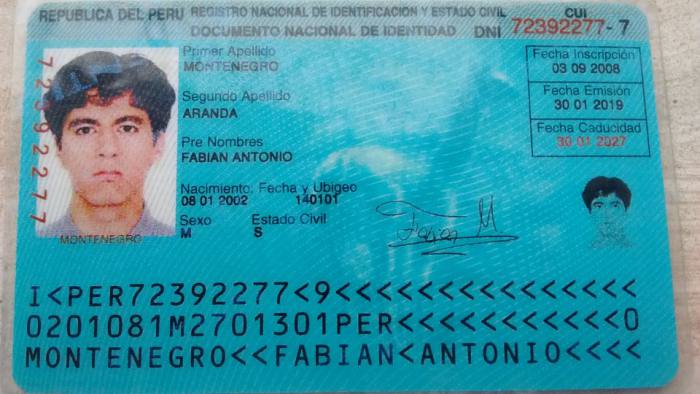 REPUBLICA DEL PERU REGISTRO NACIONAL DE IDENTIFICACION Y ESTADO CIVIL
DOCUMENTO NACIONAL DE IDENTIDAD DNI
CUI
72392277-7
72392277
MONTENEGRO
Primer Apellido
MONTENEGRO
Segundo Apellido
ARANDA
Pre Nombres
FABIAN ANTONIO
Nacimiento: Fecha y Ubigeo
08 01 2002 140101
Sexo Estado Civil
M S
Fecha Inscripción
03 09 2008
Fecha Emisión
30 01 2019
Fecha Caducidad
30 01 2027
Fabian M.
I<PER72392277<9<<<<<<<<<<<<<<<
0201081M2701301PER<<<<<<<<<<<0
MONTENEGRO<<FABIAN<ANTONIO<<<<